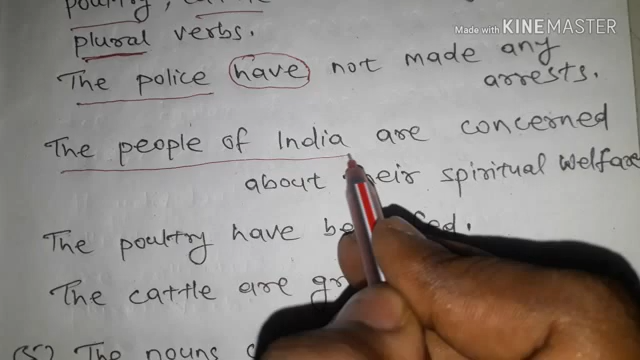 poultry,
plural verbs.
The police have not made any
arrests.
The people of India are concerned
about their spiritual welfare
The poultry have be
The cattle are
The nouns
Made with KINEMASTER